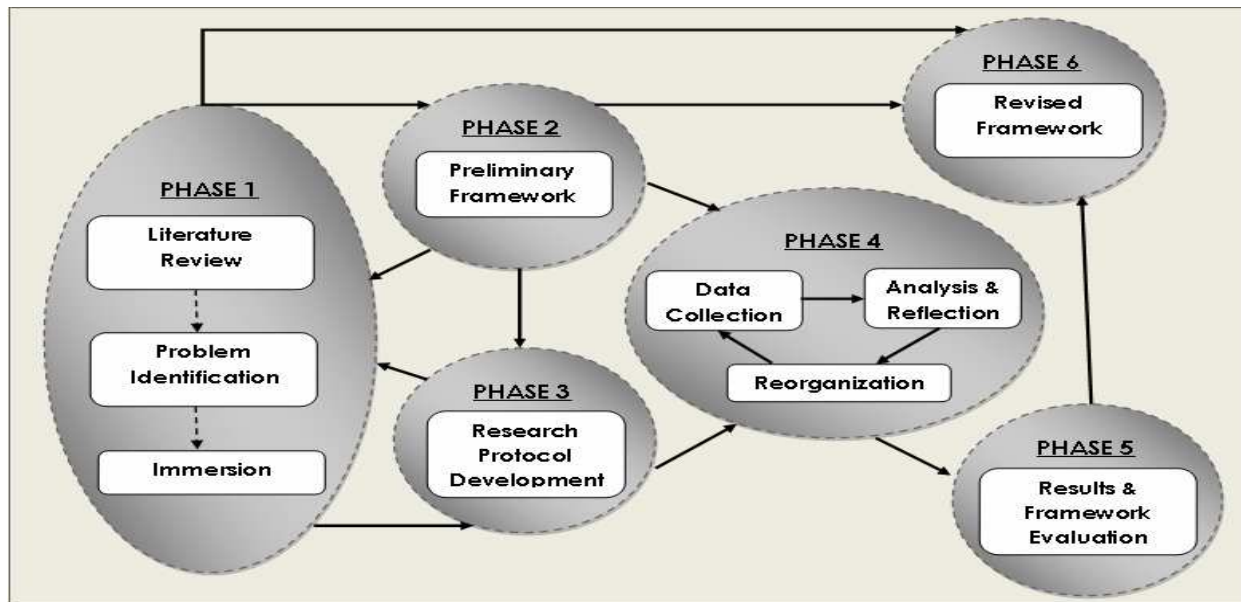 PHASE 1
Literature
Review
Problem
Identification
Immersion
PHASE 2
Preliminary
Framework
PHASE 3
Research
Protocol
Development
PHASE 4
Data
Collection
Analysis &
Reflection
Reorganization
PHASE 5
Results &
Framework
Evaluation
PHASE 6
Revised
Framework